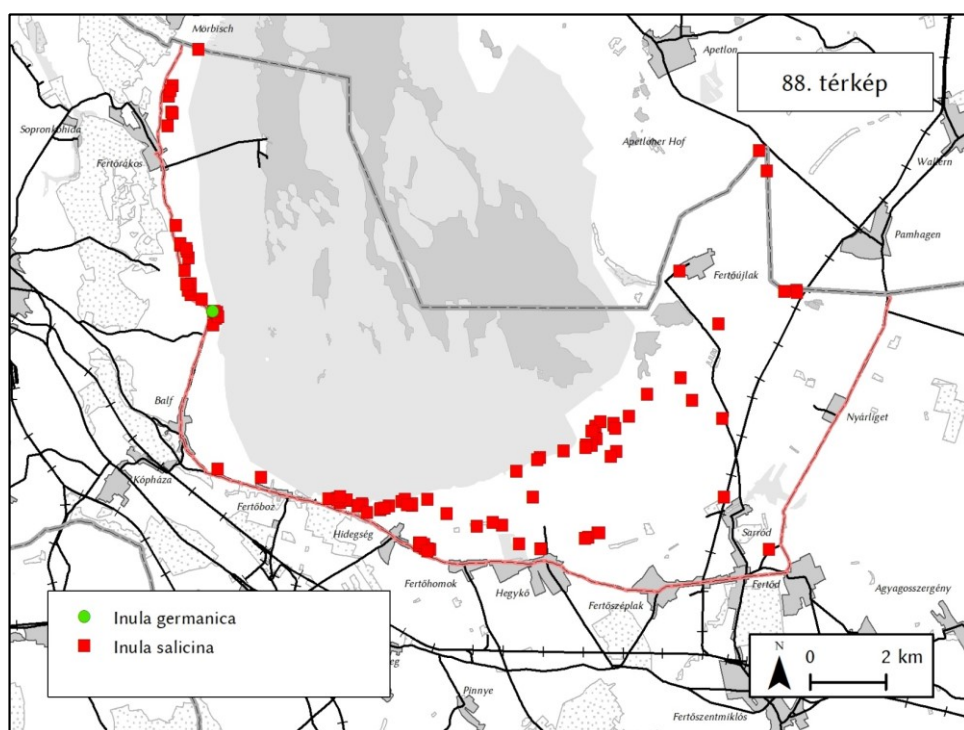 Mörbisch
Apetlon
88. térkép
Sopronkőhida
Apetloner Hof
Wallern
Fertőrákos
Pamhagen
Fertőújlak
Balf
Nyárliget
Kópháza
Fertőboz
Hidegség
Sarród
Fertőhomok
Hegykő
Fertőd
Agyagosszergény
Fertőszéplak
Inula germanica
Inula salicina
N
0 2 km
Pinnye
Fertőszentmiklós